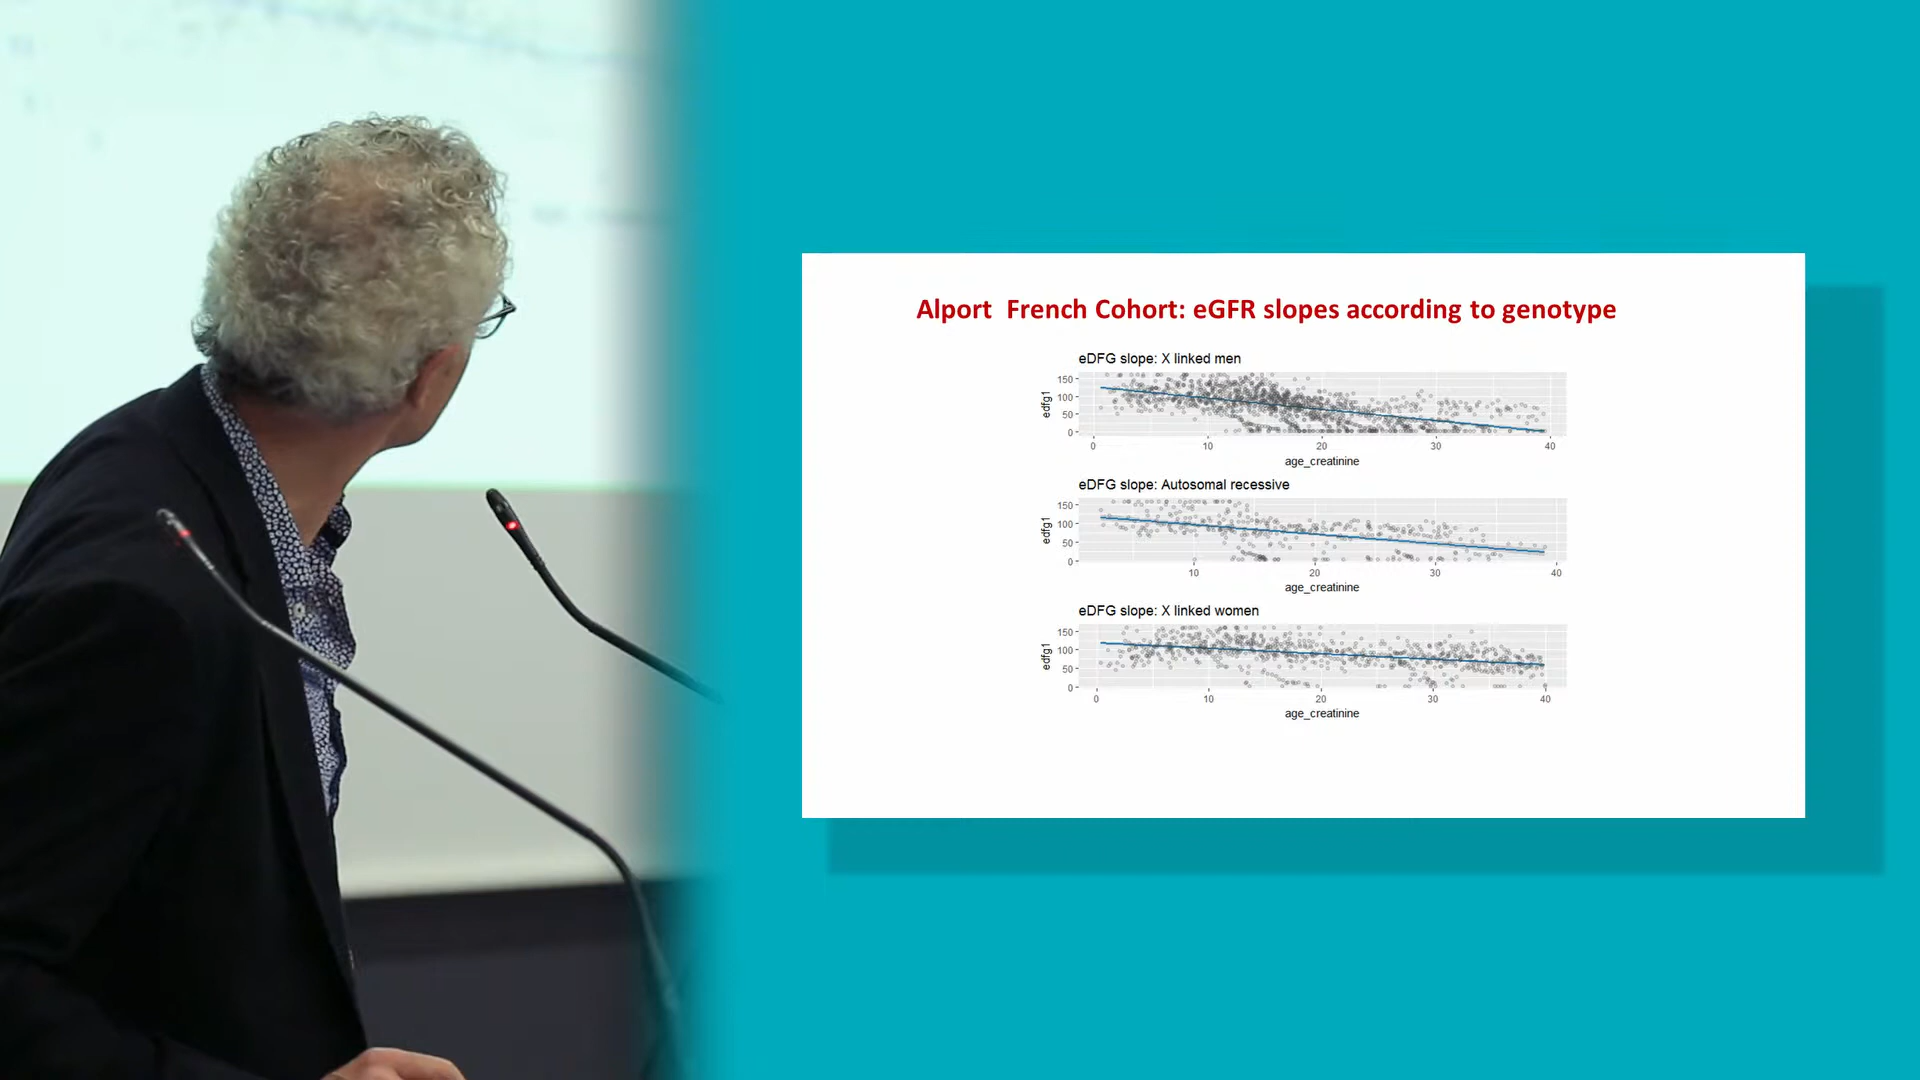 Alport  French Cohort: eGFR slopes according to genotype
eDFG slope: X linked men
edfg1
150
100
50
0
0 10 20 30 40
age_creatinine
eDFG slope: Autosomal recessive
edfg1
150
100
50
0
10 20 30 40
age_creatinine
eDFG slope: X linked women
edfg1
150
100
50
0
0 10 20 30 40
age_creatinine